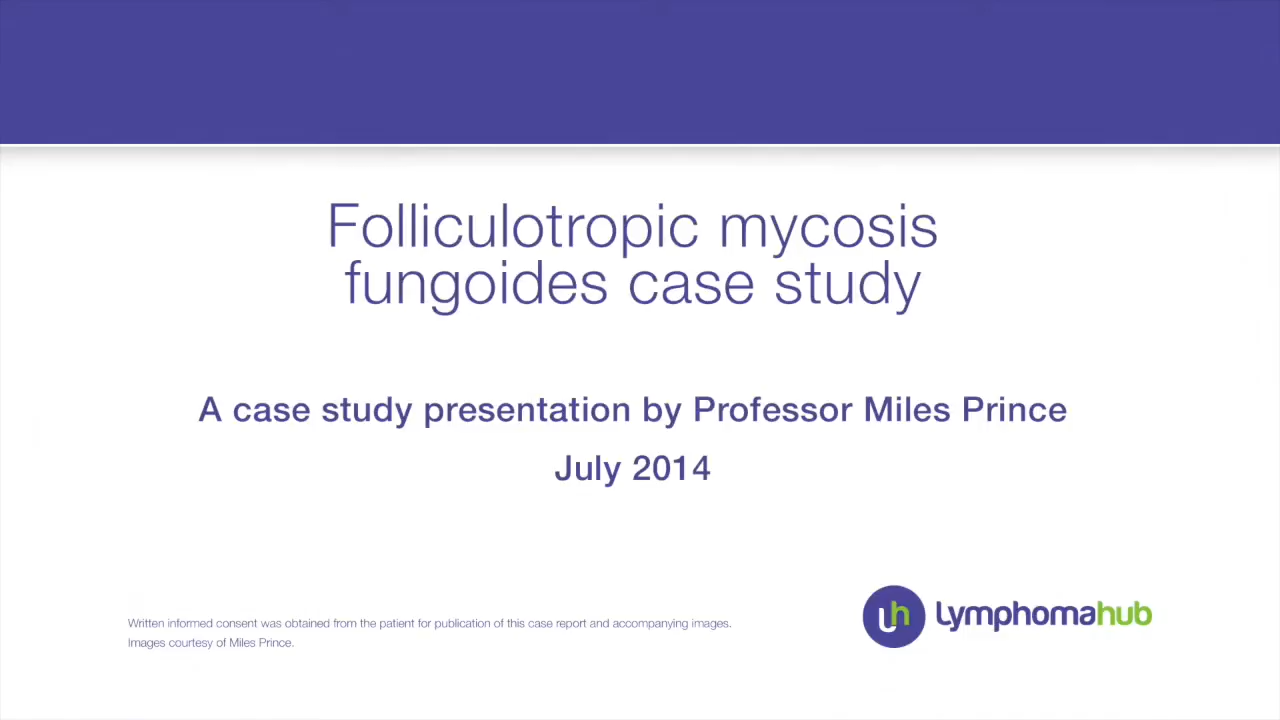 Folliculotropic mycosis
fungoides case study
A case study presentation by Professor Miles Prince
July 2014
Written informed consent was obtained from the patient for publication of this case report and accompanying images.
Images courtesy of Miles Prince.
Lh Lymphomahub